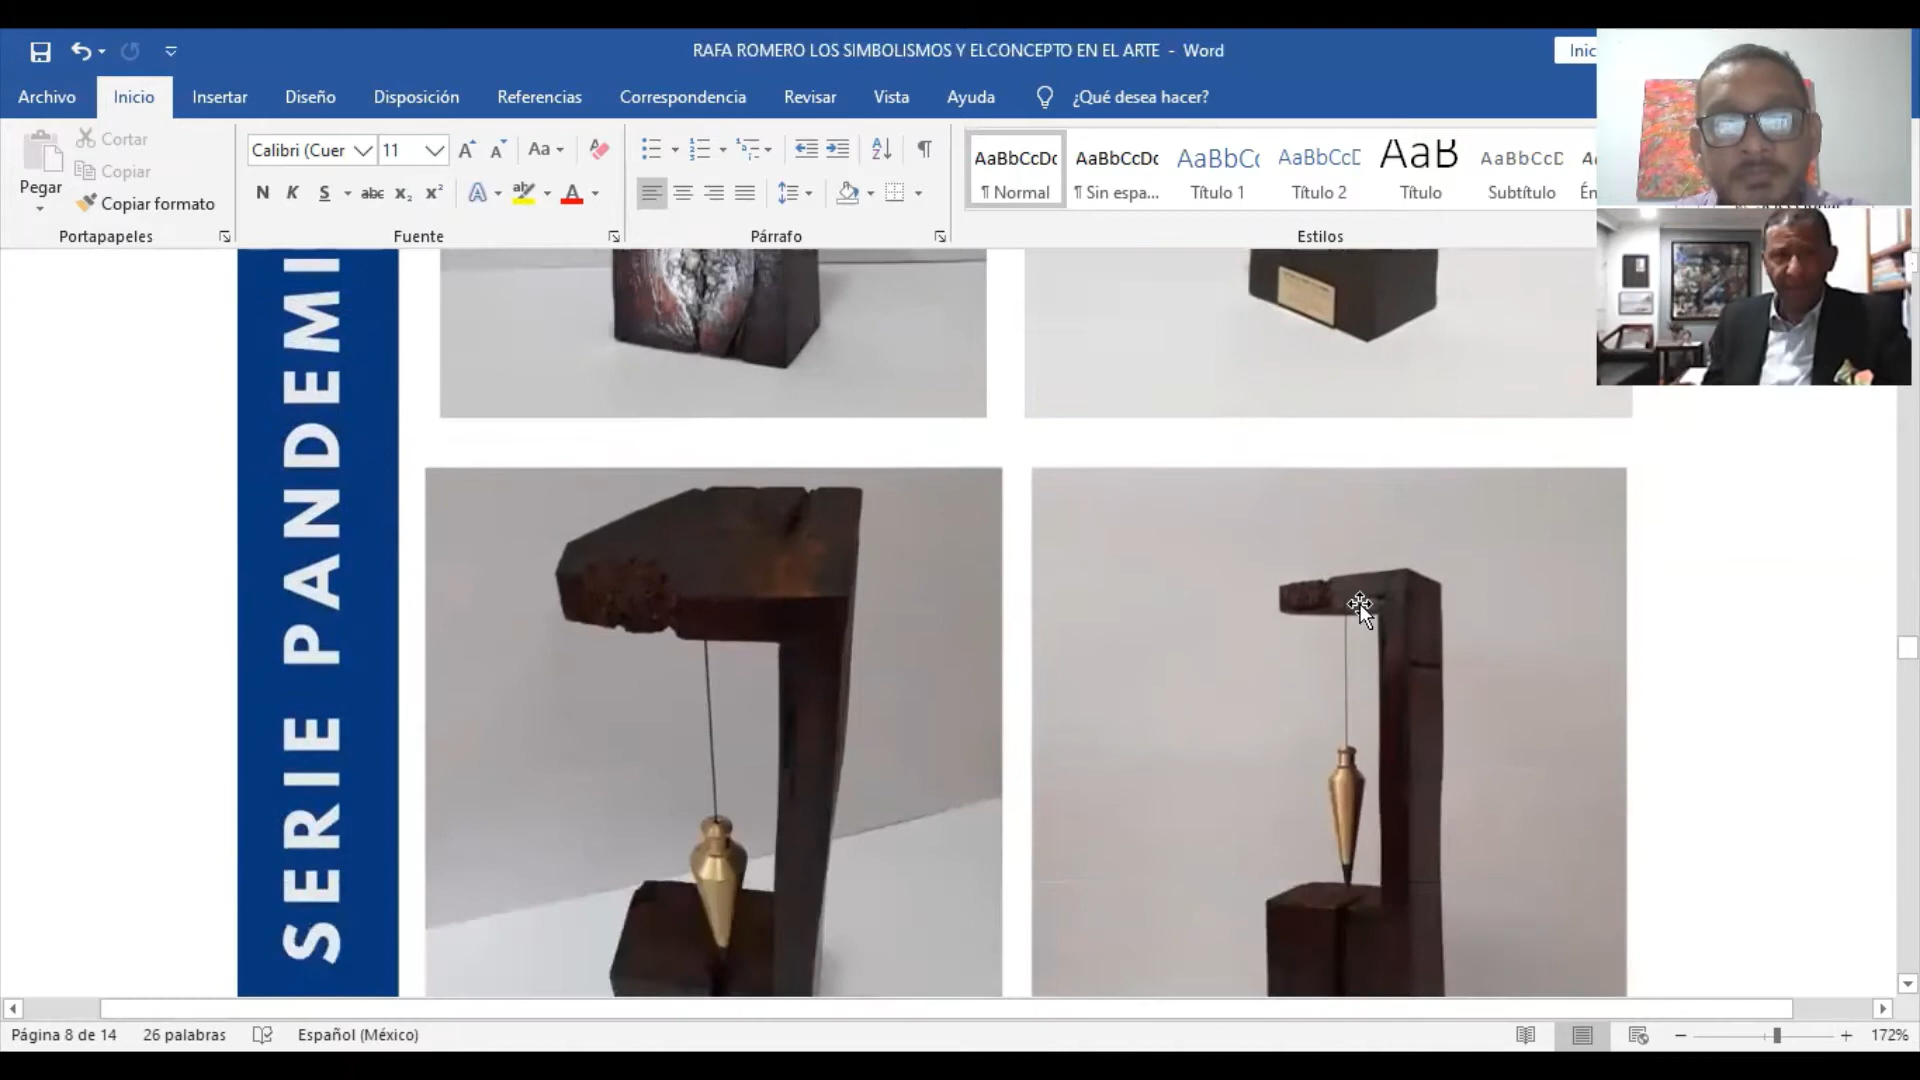 RAFA ROMERO LOS SIMBOLISMOS Y ELCONCEPTO EN EL ARTE - Word
Inic
Archivo
Inicio
Insertar
Diseño
Disposición
Referencias
Correspondencia
Revisar
Vista
Ayuda
¿Qué desea hacer?
Pegar
Cortar
Copiar
Copiar formato
Portapapeles
Calibri (Cuer
11
Aa
N K S abc x₂ x² A ab A
Fuente
Párrafo
AaBbCcDc
¶ Normal
AaBbCcDc
¶ Sin espa...
AaBbCc
Título 1
AaBbCcD
Título 2
AaB
Título
AaBbCcD
Subtítulo
Estilos
SERIE PANDEMI
Página 8 de 14
26 palabras
Español (México)
172%